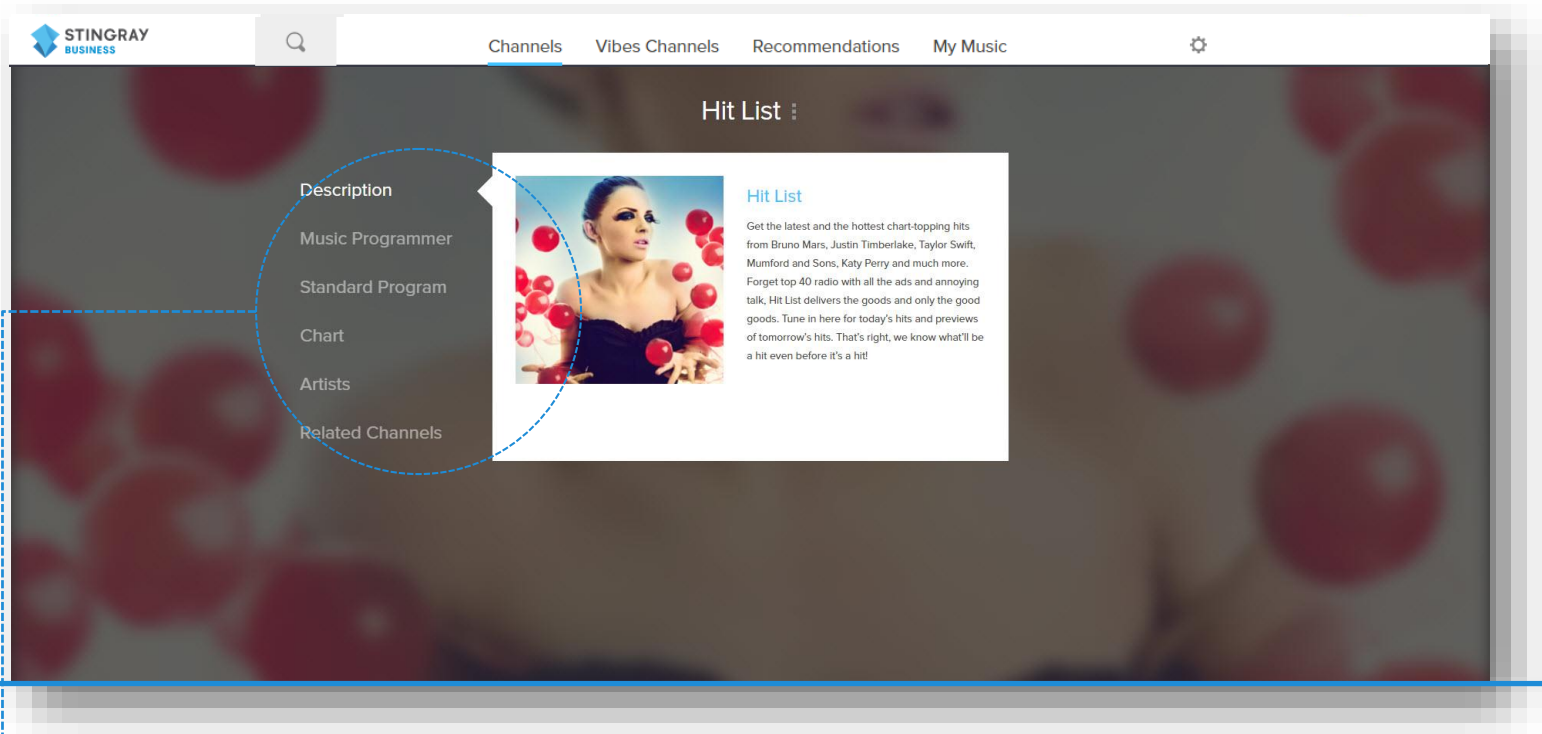 STINGRAY
BUSINESS
Channels Vibes Channels Recommendations My Music
Hit List
Description
Music Programmer
Standard Program
Chart
Artists
Related Channels
Hit List
Get the latest and the hottest chart-topping hits
from Bruno Mars, Justin Timberlake, Taylor Swift,
Mumford and Sons, Katy Perry and much more.
Forget top 40 radio with all the ads and annoying
talk, Hit List delivers the goods and only the good
goods. Tune in here for today's hits and previews
of tomorrow's hits. That's right, we know what'll be
a hit even before it's a hit!